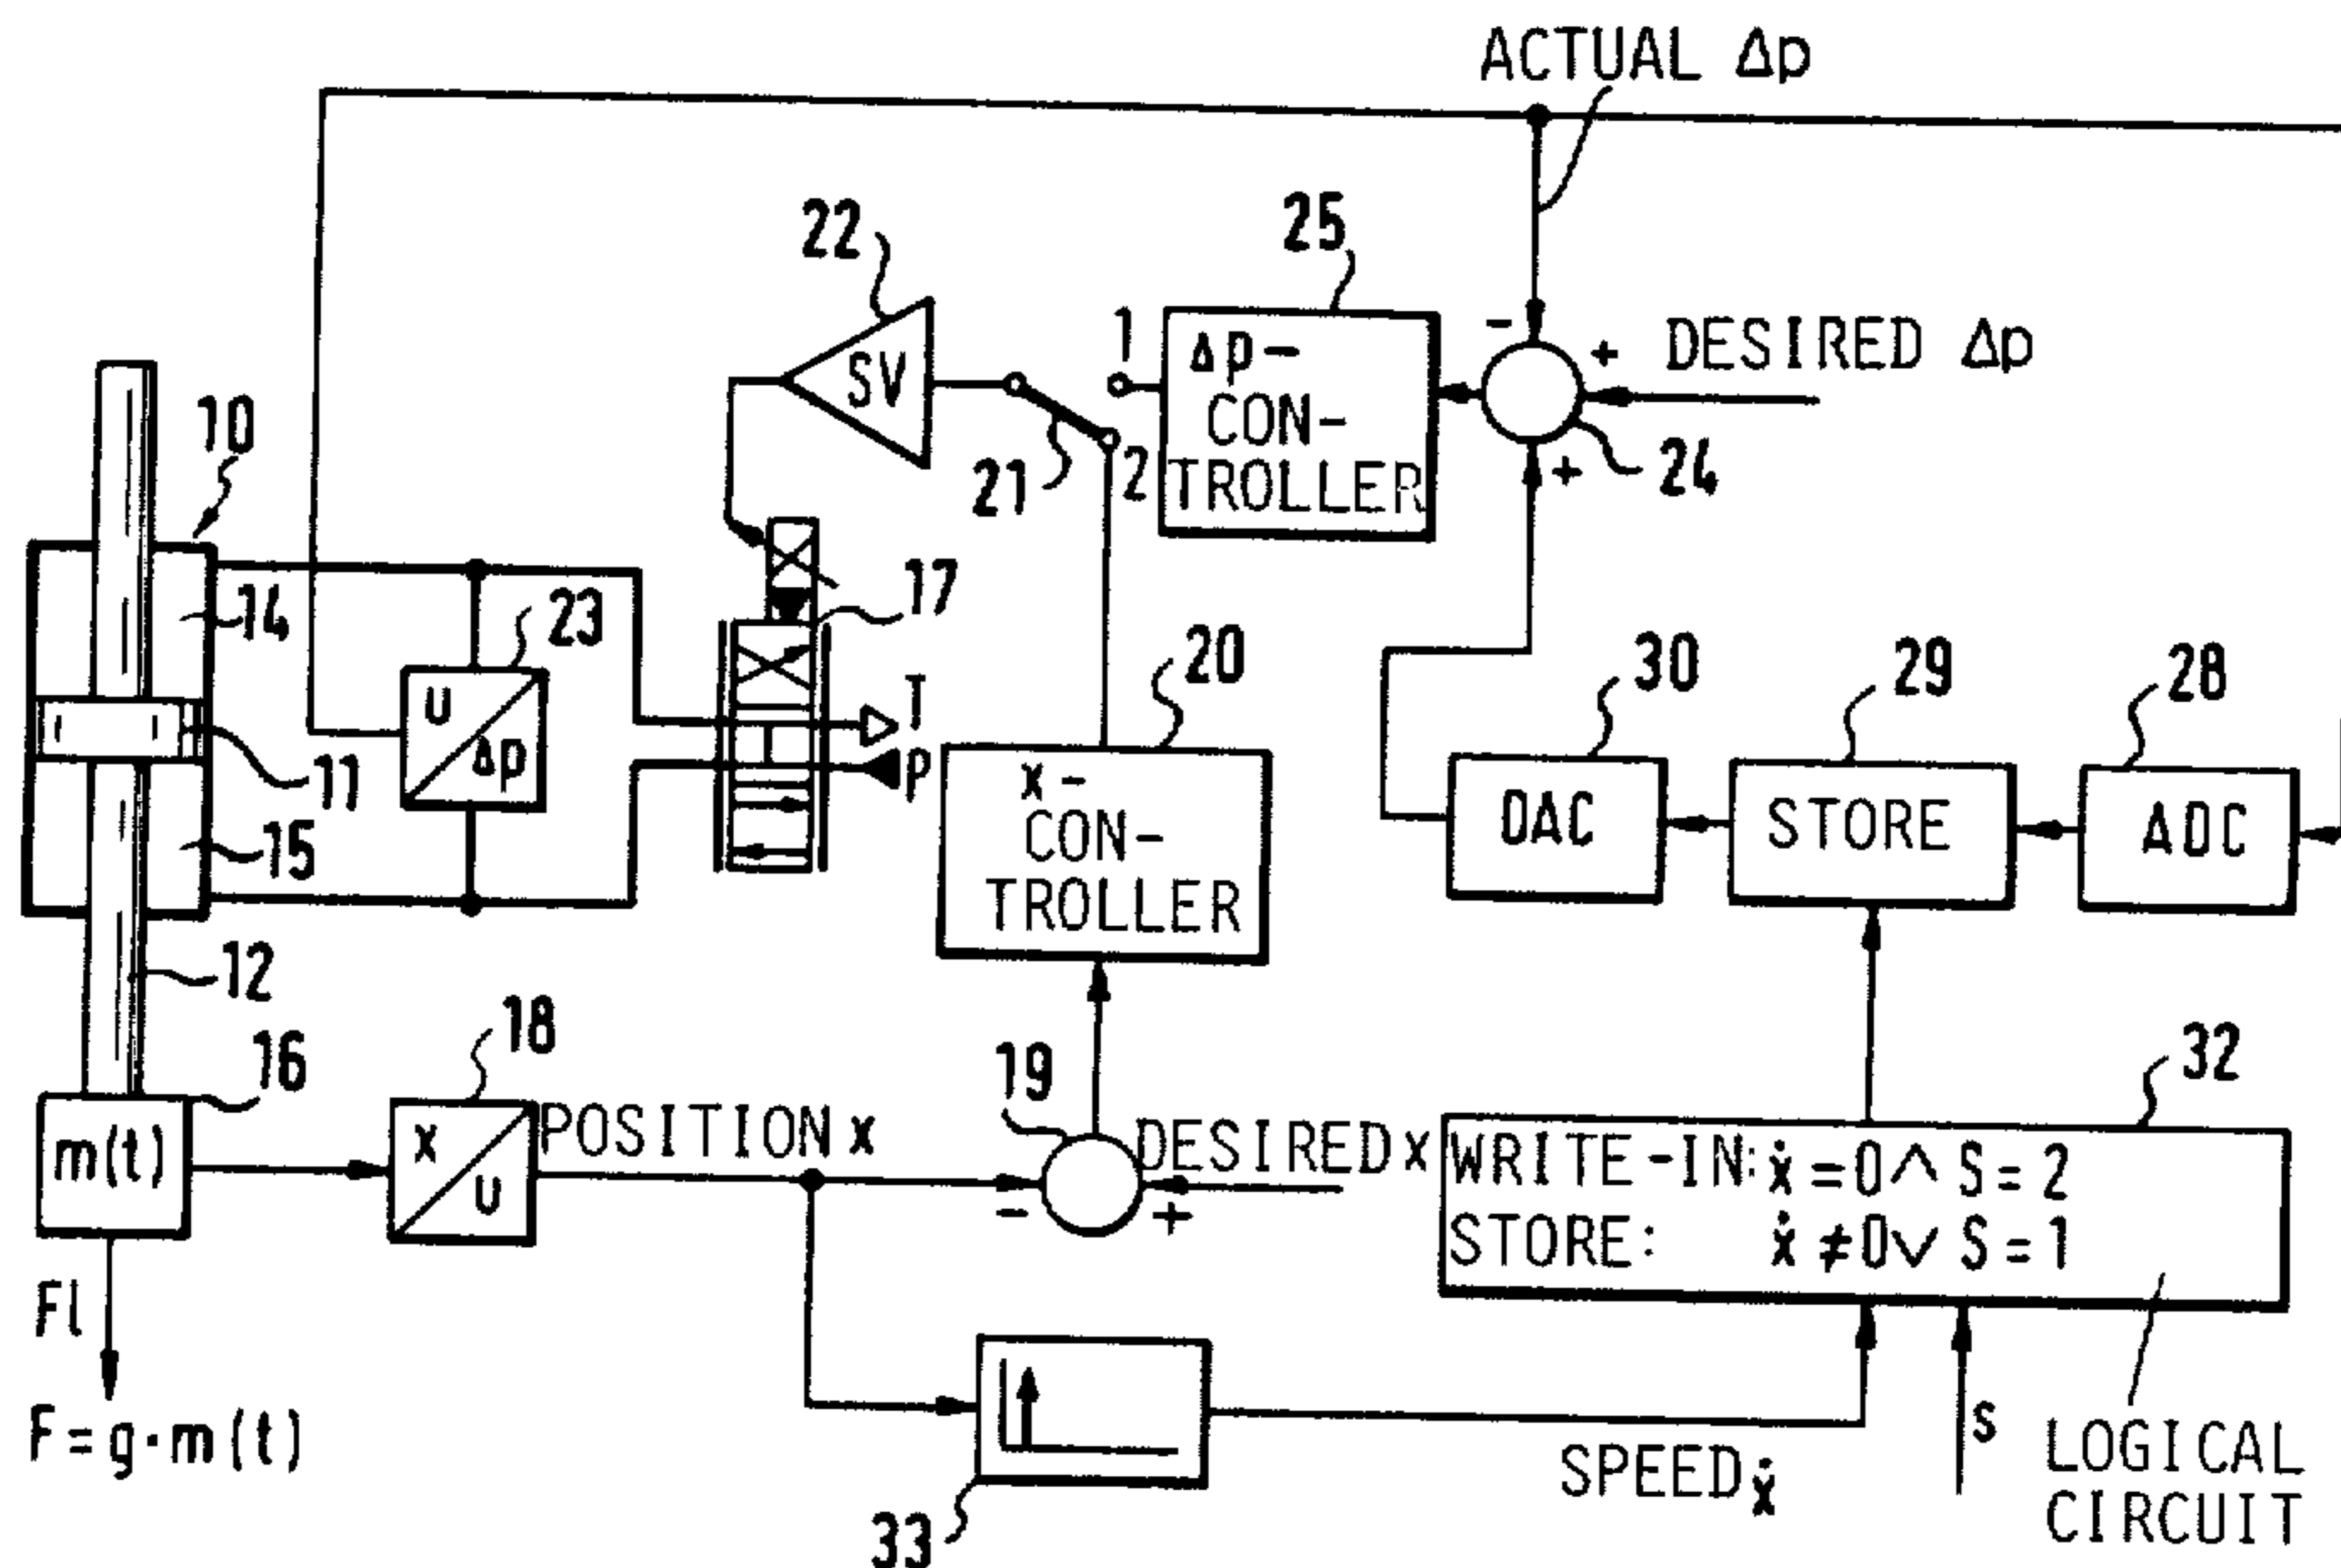 ACTUAL Δp
22
25
1
SV
Δp-
CON-
TROLLER
-
+
DESIRED Δp
10
21
2
+
24
14
23
17
20
30
29
28
U
Δp
T
P
11
15
x-
CON-
TROLLER
DAC
STORE
ADC
12
18
16
19
32
m(t)
x
U
POSITION x
DESIRED x
-
+
WRITE-IN: ẋ=0 ∧ S=2
STORE: ẋ≠0 ∨ S=1
Fl
F=g·m(t)
SPEED ẋ
S
LOGICAL
CIRCUIT
33